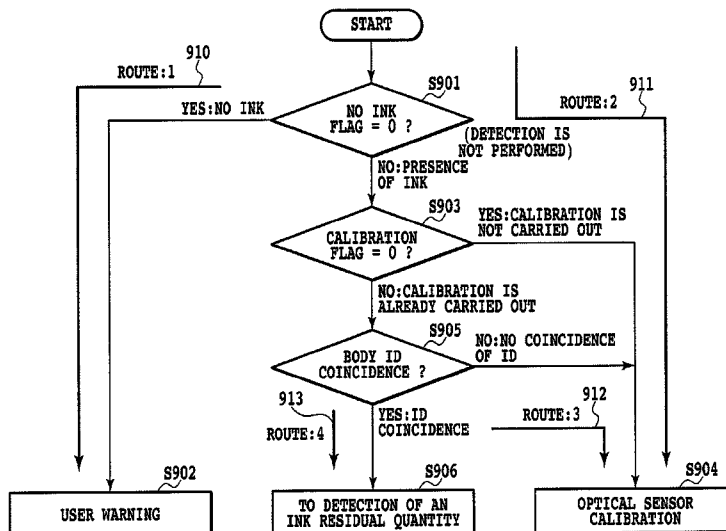 START
910
ROUTE:1
S901
911
ROUTE:2
YES:NO INK
NO INK
FLAG = 0 ?
(DETECTION IS
NOT PERFORMED)
NO:PRESENCE
OF INK
S903
CALIBRATION
FLAG = 0 ?
YES:CALIBRATION IS
NOT CARRIED OUT
NO:CALIBRATION IS
ALREADY CARRIED OUT
S905
BODY ID
COINCIDENCE ?
NO:NO COINCIDENCE
OF ID
913
ROUTE:4
YES:ID
COINCIDENCE
912
ROUTE:3
S902
USER WARNING
S906
TO DETECTION OF AN
INK RESIDUAL QUANTITY
S904
OPTICAL SENSOR
CALIBRATION